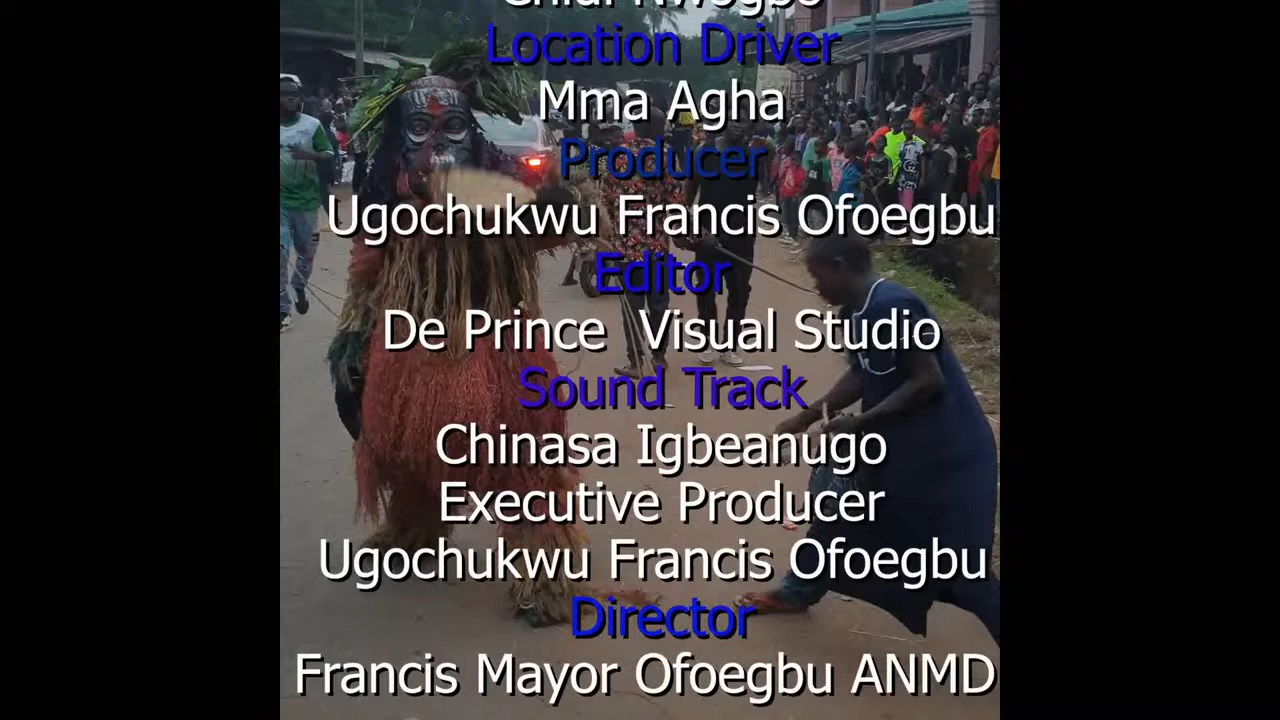 Location Driver
Mma Agha
Producer
Ugochukwu Francis Ofoegbu
Editor
De Prince Visual Studio
Sound Track
Chinasa Igbeanugo
Executive Producer
Ugochukwu Francis Ofoegbu
Director
Francis Mayor Ofoegbu ANMD